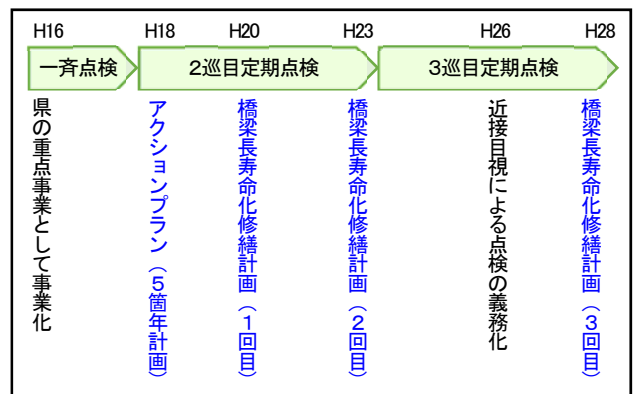 H16
H18
H20
H23
H26
H28
一斉点検
2巡目定期点検
3巡目定期点検
県の重点事業として事業化
アクションプラン（５箇年計画）
橋梁長寿命化修繕計画（１回目）
橋梁長寿命化修繕計画（２回目）
近接目視による点検の義務化
橋梁長寿命化修繕計画（３回目）